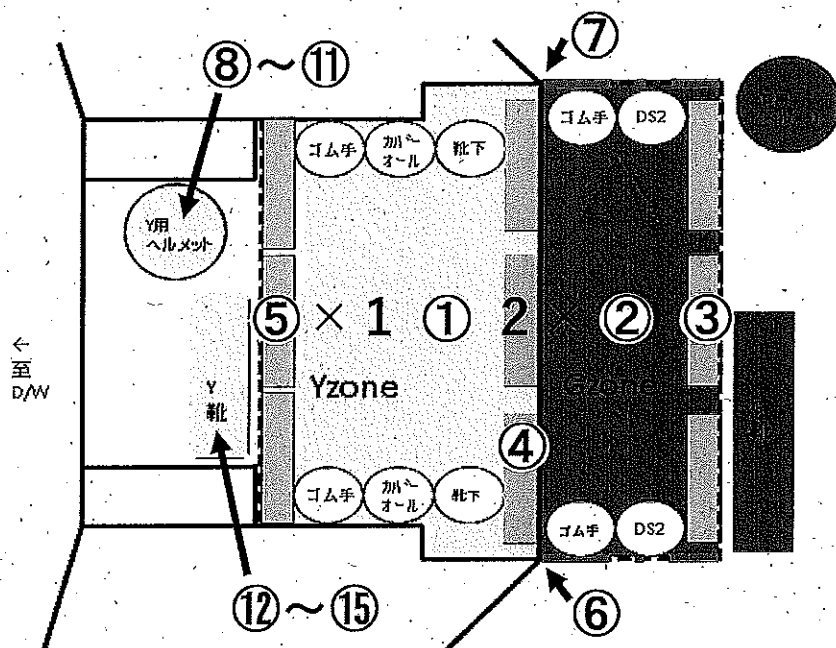 ⑦
⑧～⑪
ゴム手
カバーオール
靴下
ゴム手
DS2
Y用
ヘルメット
⑤ × 1 ① 2 × ② ③
←
至
D/W
Y
靴
Yzone
Gzone
④
ゴム手
カバーオール
靴下
ゴム手
DS2
⑫～⑮
⑥